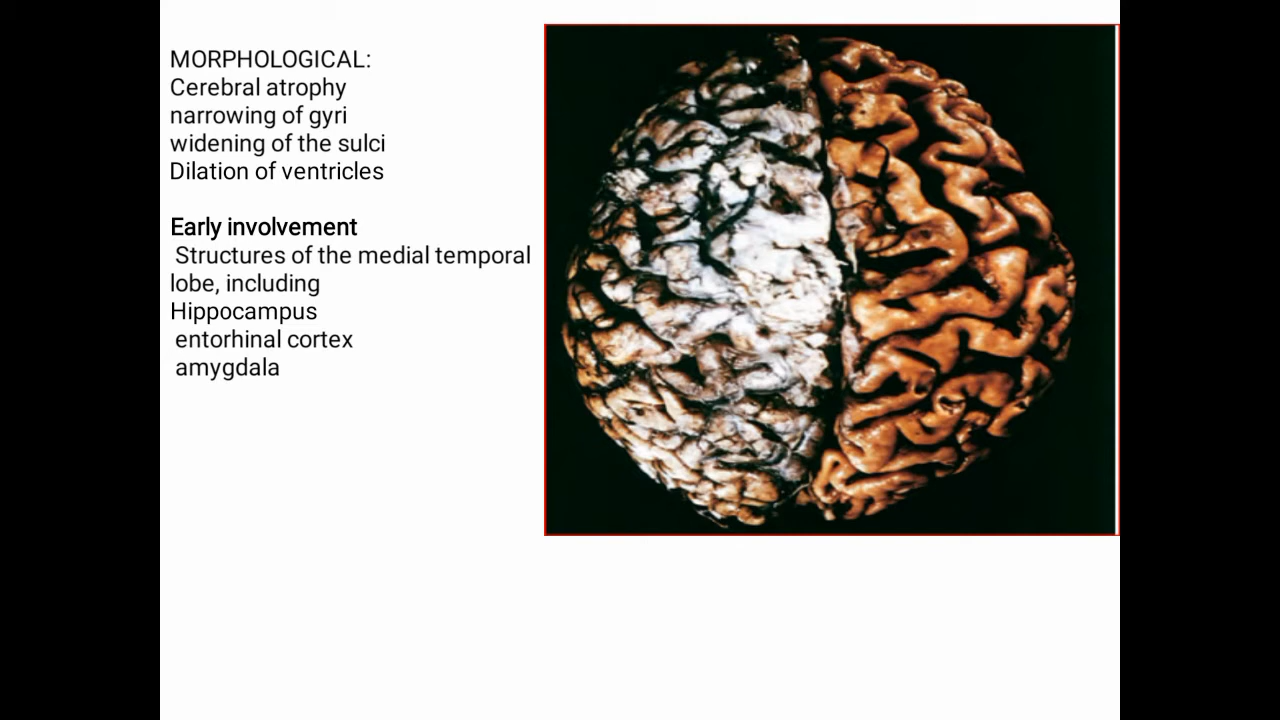 MORPHOLOGICAL:
Cerebral atrophy
narrowing of gyri
widening of the sulci
Dilation of ventricles
Early involvement
Structures of the medial temporal
lobe, including
Hippocampus
entorhinal cortex
amygdala